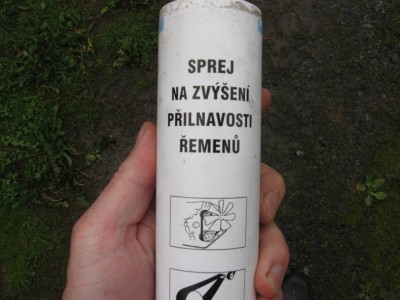 SPREJ
NA ZVÝŠENÍ
PŘILNAVOSTI
ŘEMENŮ